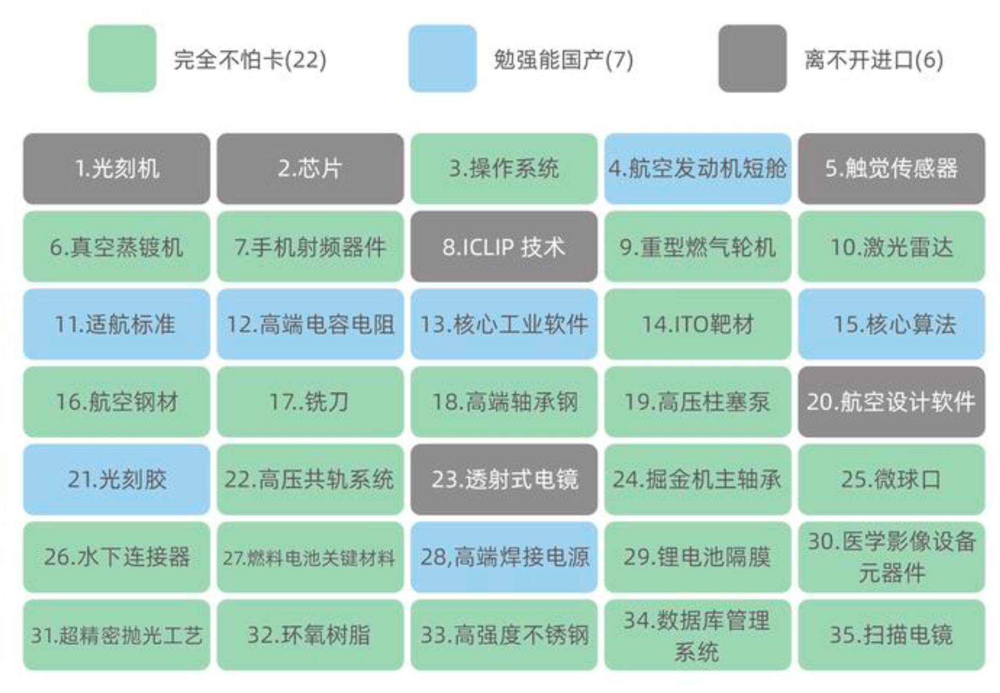 完全不怕卡(22)
勉强能国产(7)
离不开进口(6)
1.光刻机
2.芯片
3.操作系统
4.航空发动机短舱
5.触觉传感器
6.真空蒸镀机
7.手机射频器件
8.ICLIP 技术
9.重型燃气轮机
10.激光雷达
11.适航标准
12.高端电容电阻
13.核心工业软件
14.ITO靶材
15.核心算法
16.航空钢材
17..铣刀
18.高端轴承钢
19.高压柱塞泵
20.航空设计软件
21.光刻胶
22.高压共轨系统
23.透射式电镜
24.掘金机主轴承
25.微球口
26.水下连接器
27.燃料电池关键材料
28,高端焊接电源
29.锂电池隔膜
30.医学影像设备
元器件
31.超精密抛光工艺
32.环氧树脂
33.高强度不锈钢
34.数据库管理
系统
35.扫描电镜